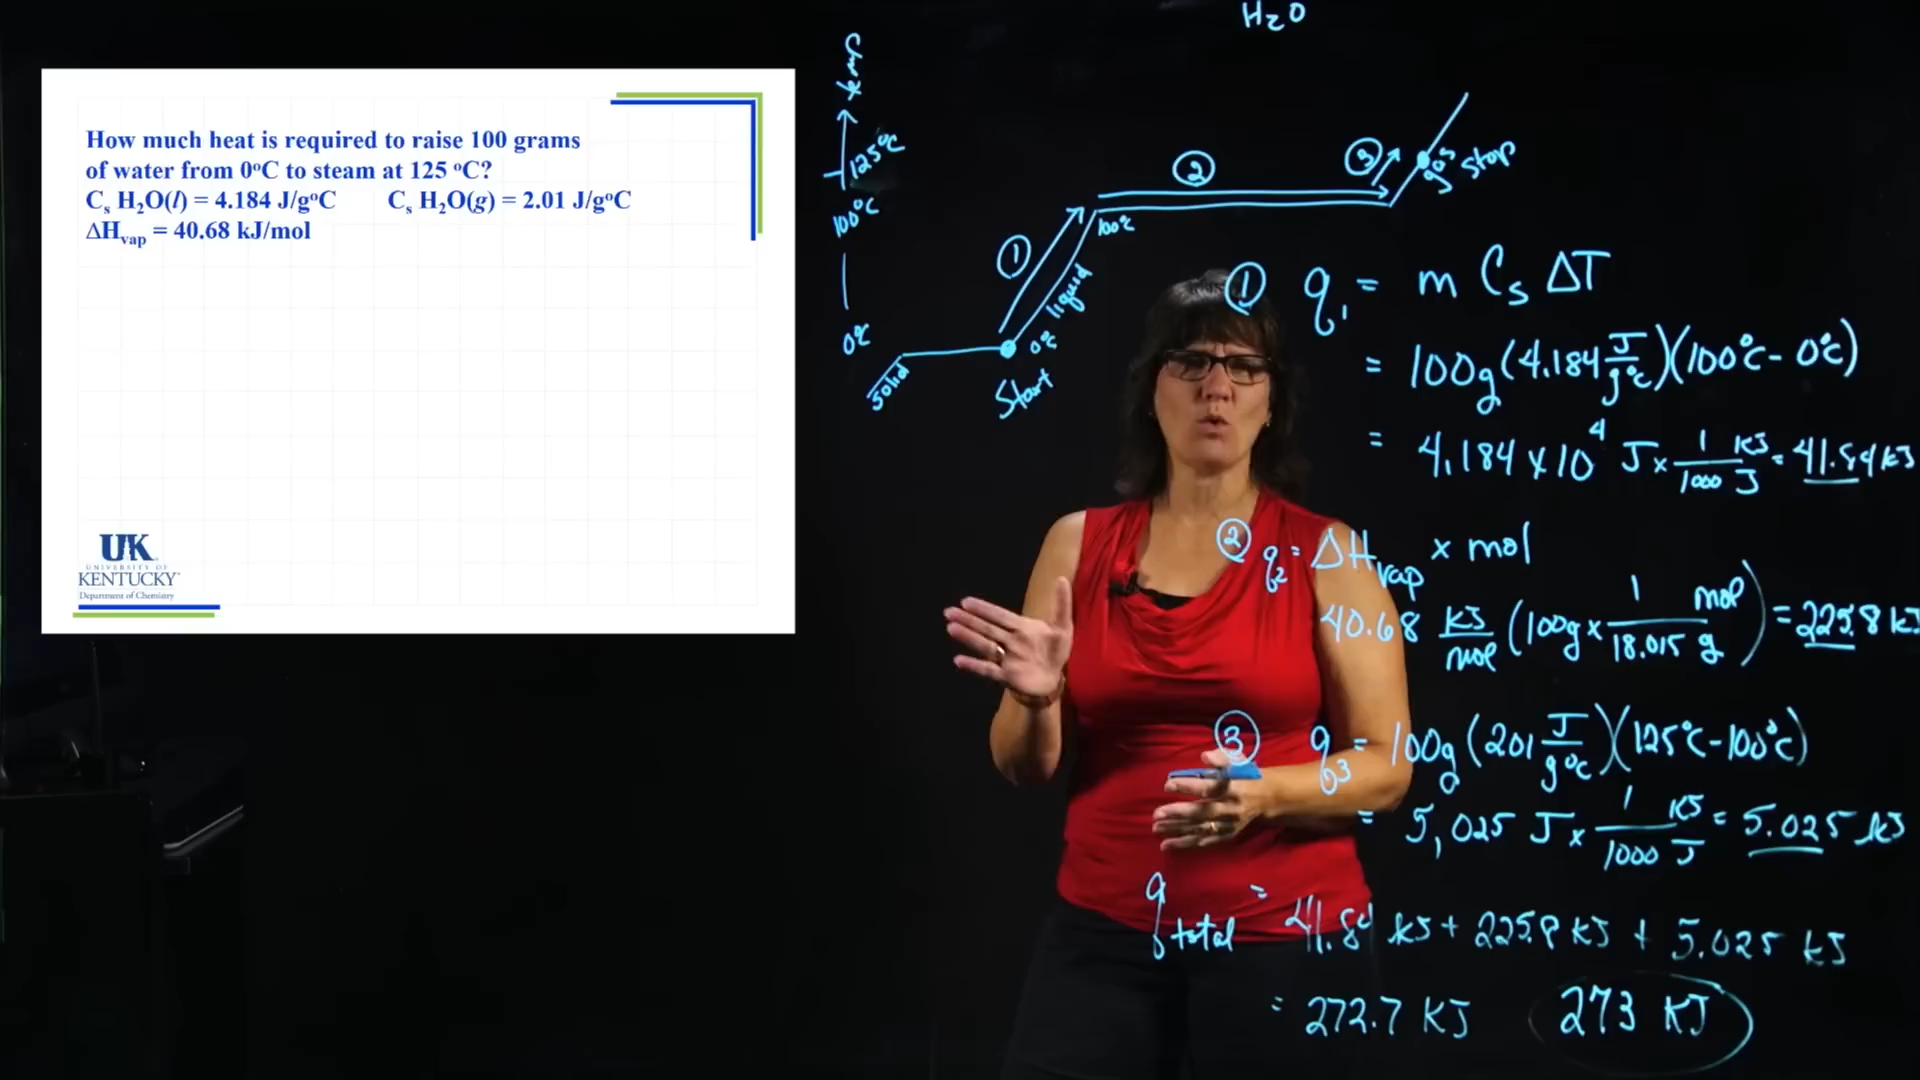 How much heat is required to raise 100 grams
of water from 0°C to steam at 125 °C?
Cs H2O(l) = 4.184 J/g°C Cs H2O(g) = 2.01 J/g°C
ΔHvap = 40.68 kJ/mol
UK
UNIVERSITY OF
KENTUCKY
Department of Chemistry
H2O
temp
125°C
100°C
0°C
solid
Start
0°C
liquid
①
100°C
②
③
gas
stop
① q1 = m Cs ΔT
= 100g (4.184 J/g°C)(100°C - 0°C)
= 4.184 x 10^4 J x 1 kJ/1000 J = 41.84 kJ
② q2 = ΔHvap x mol
40.68 kJ/mol (100g x 1 mol/18.015 g) = 225.8 kJ
③ q3 = 100g (2.01 J/g°C)(125°C - 100°C)
= 5,025 J x 1 kJ/1000 J = 5.025 kJ
q total = 41.84 kJ + 225.8 kJ + 5.025 kJ
= 272.7 KJ 273 KJ